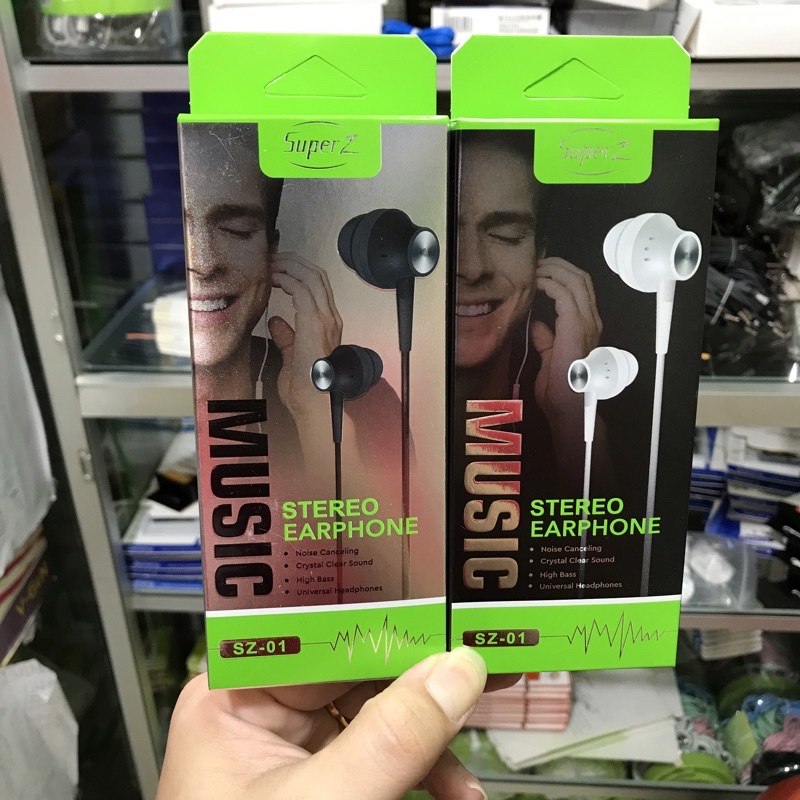 Super Z
MUSIC
STEREO
EARPHONE
• Noise Canceling
• Crystal Clear Sound
• High Bass
• Universal Headphones
SZ-01
Super Z
MUSIC
STEREO
EARPHONE
• Noise Canceling
• Crystal Clear Sound
• High Bass
• Universal Headphones
SZ-01
V-GeN